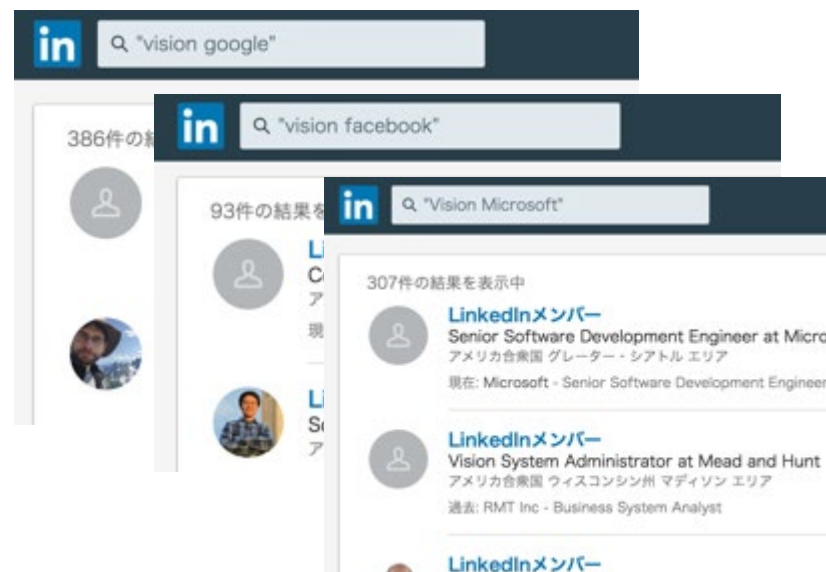 in
"vision google"
386件の
in
"vision facebook"
93件の結果を
in
"Vision Microsoft"
307件の結果を表示中
LinkedInメンバー
Senior Software Development Engineer at Micro
アメリカ合衆国 グレーター・シアトル エリア
現在: Microsoft - Senior Software Development Engineer
LinkedInメンバー
Vision System Administrator at Mead and Hunt
アメリカ合衆国 ウィスコンシン州 マディソン エリア
過去: RMT Inc - Business System Analyst
LinkedInメンバー